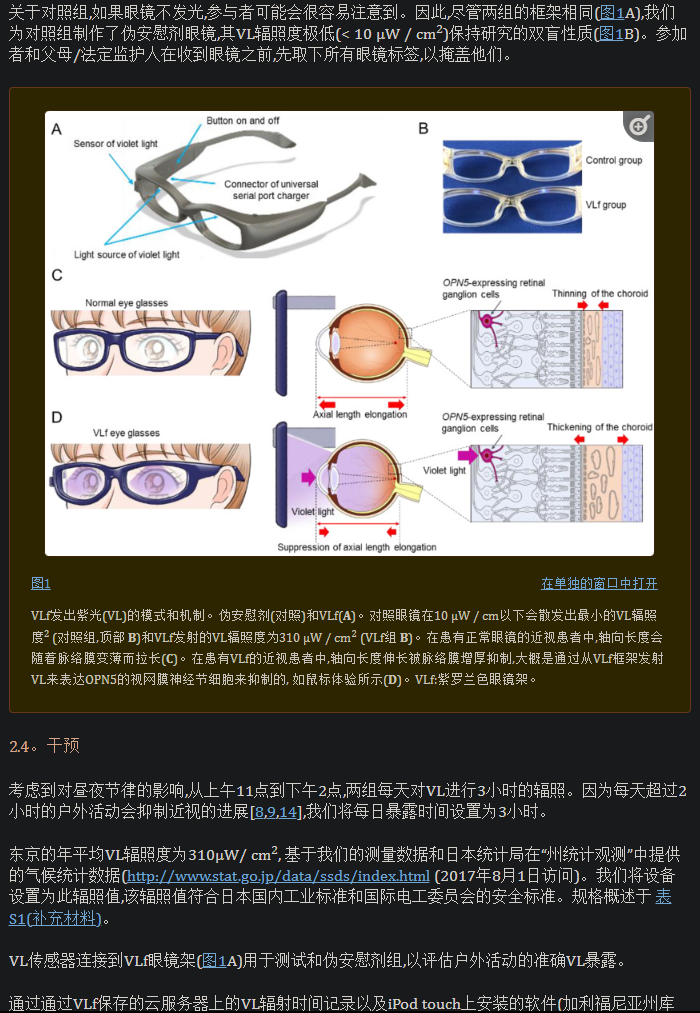 关于对照组,如果眼镜不发光,参与者可能会很容易注意到。因此,尽管两组的框架相同(图1A),我们
为对照组制作了伪安慰剂眼镜,其VL辐照度极低(< 10 μW / cm²)保持研究的双盲性质(图1B)。参加
者和父母/法定监护人在收到眼镜之前,先取下所有眼镜标签,以掩盖他们。
A
Button on and off
Sensor of violet light
Connector of universal
serial port charger
Light source of violet light
B
Control group
VLf group
C
Normal eye glasses
Axial length elongation
OPN5-expressing retinal
ganglion cells
Thinning of the choroid
D
VLf eye glasses
Violet light
Suppression of axial length elongation
OPN5-expressing retinal
ganglion cells
Violet light
Thickening of the choroid
图1
在单独的窗口中打开
VLf发出紫光(VL)的模式和机制。伪安慰剂(对照)和VLf(A)。对照眼镜在10 μW / cm以下会散发出最小的VL辐照
度² (对照组,顶部 B)和VLf发射的VL辐照度为310 μW / cm² (VLf组 B)。在患有正常眼镜的近视患者中,轴向长度会
随着脉络膜变薄而拉长(C)。在患有VLf的近视患者中,轴向长度伸长被脉络膜增厚抑制,大概是通过从VLf框架发射
VL来表达OPN5的视网膜神经节细胞来抑制的, 如鼠标体验所示(D)。VLf:紫罗兰色眼镜架。
2.4。干预
考虑到对昼夜节律的影响,从上午11点到下午2点,两组每天对VL进行3小时的辐照。因为每天超过2
小时的户外活动会抑制近视的进展[8,9,14],我们将每日暴露时间设置为3小时。
东京的年平均VL辐照度为310μW/ cm², 基于我们的测量数据和日本统计局在“州统计观测”中提供
的气候统计数据(http://www.stat.go.jp/data/ssds/index.html (2017年8月1日访问)。我们将设备
设置为此辐照值,该辐照值符合日本国内工业标准和国际电工委员会的安全标准。规格概述于 表
S1(补充材料)。
VL传感器连接到VLf眼镜架(图1A)用于测试和伪安慰剂组,以评估户外活动的准确VL暴露。
通过通过VLf保存的云服务器上的VL辐射时间记录以及iPod touch上安装的软件(加利福尼亚州库